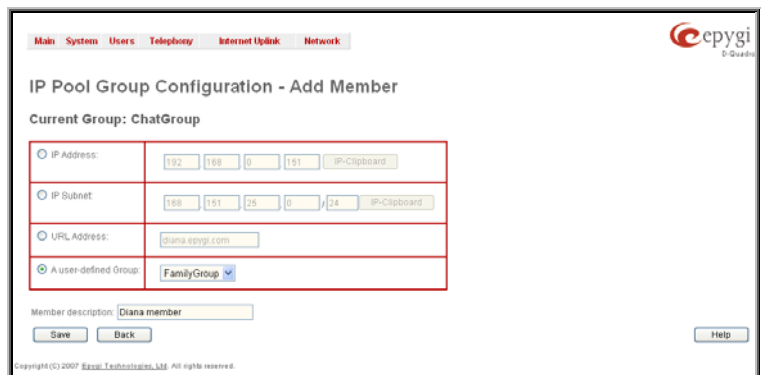 Main System Users Telephony Internet Uplink Network
epygi
D-Quadro
IP Pool Group Configuration - Add Member
Current Group: ChatGroup
IP Address: 192 168 0 151 IP-Clipboard
IP Subnet: 168 151 25 0 / 24 IP-Clipboard
URL Address: diana.epygi.com
A user-defined Group: FamilyGroup
Member description: Diana member
Save Back Help
Copyright (C) 2007 Epygi Technologies, Ltd. All rights reserved.